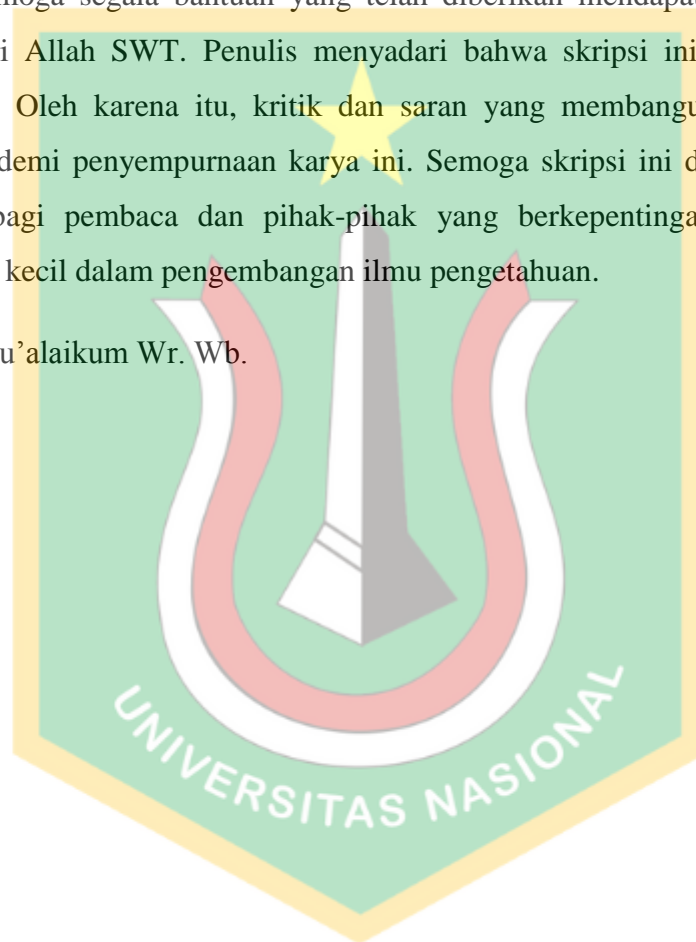 moga segala bantuan yang telah diberikan mendapat
i Allah SWT. Penulis menyadari bahwa skripsi ini
Oleh karena itu, kritik dan saran yang membangu
demi penyempurnaan karya ini. Semoga skripsi ini d
bagi pembaca dan pihak-pihak yang berkepentinga
kecil dalam pengembangan ilmu pengetahuan.
u’alaikum Wr. Wb.
UNIVERSITAS NASIONAL